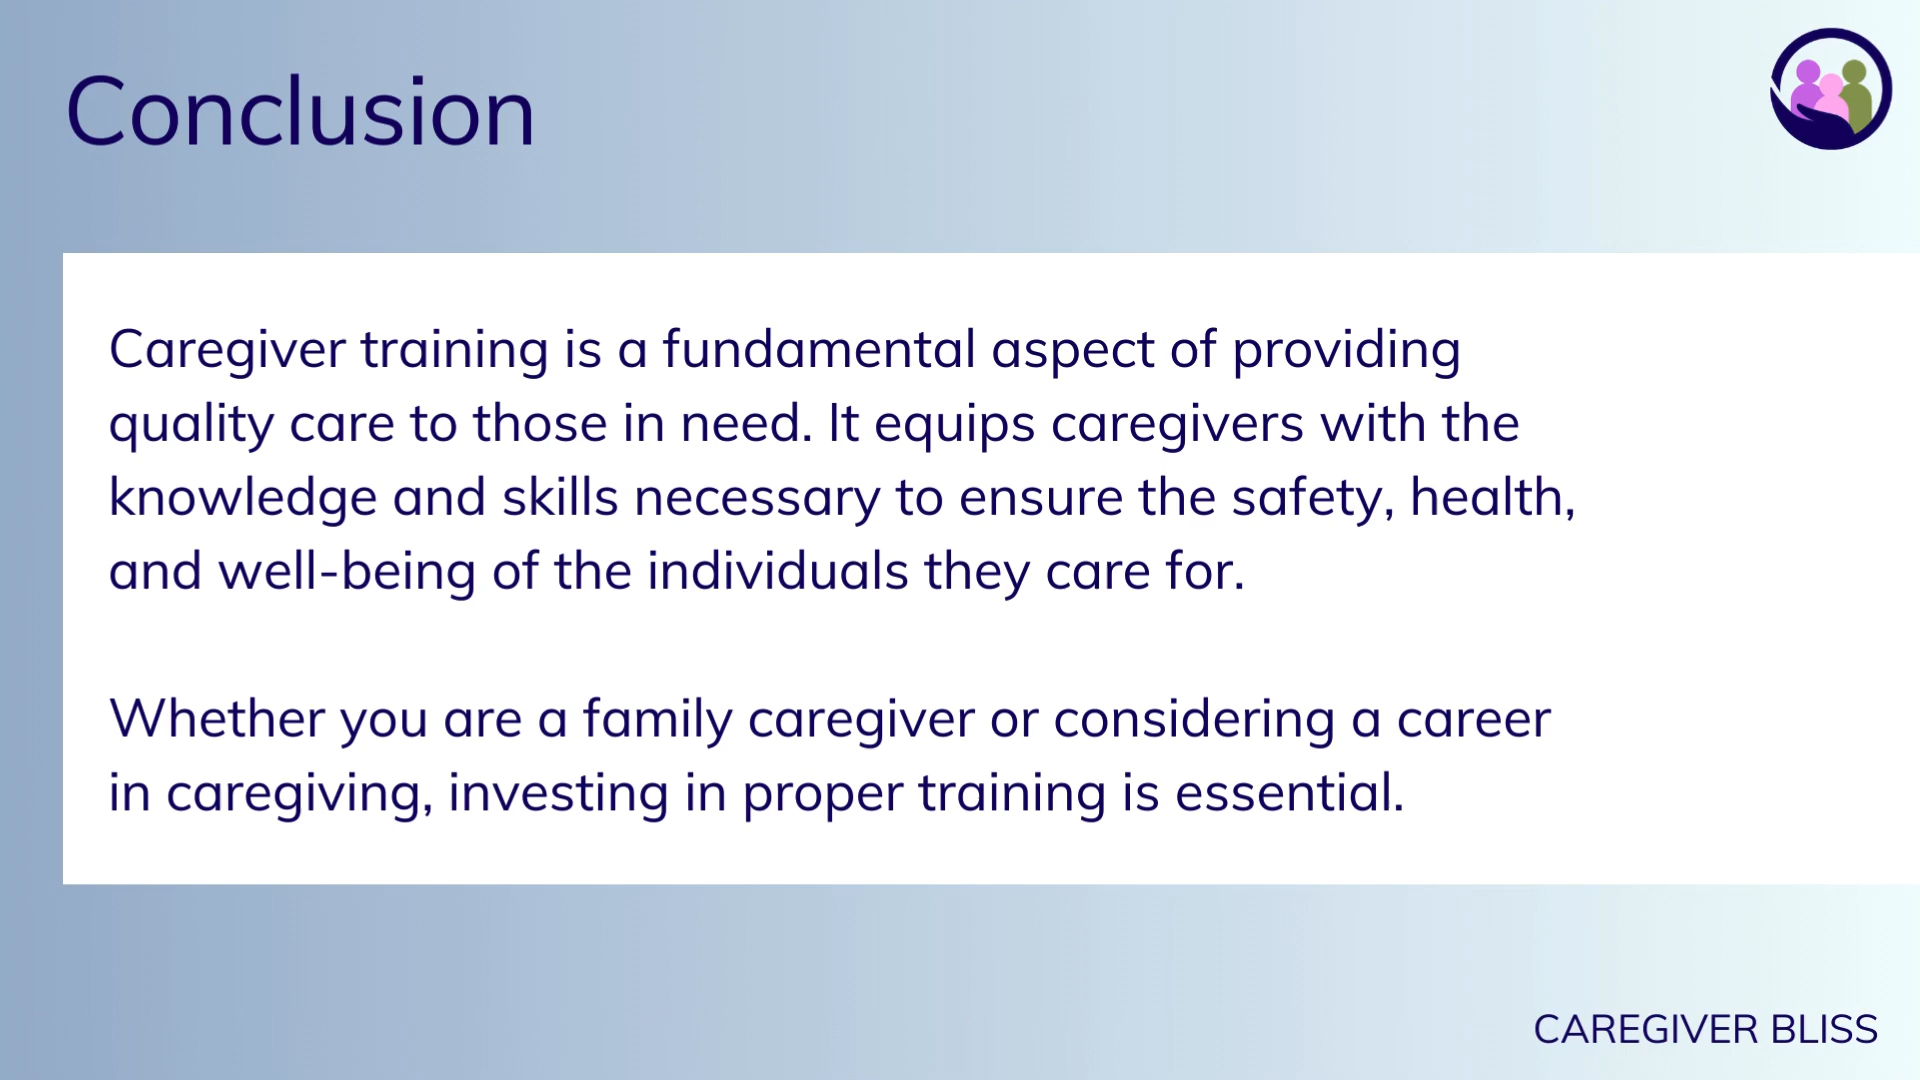 Conclusion
Caregiver training is a fundamental aspect of providing
quality care to those in need. It equips caregivers with the
knowledge and skills necessary to ensure the safety, health,
and well-being of the individuals they care for.
Whether you are a family caregiver or considering a career
in caregiving, investing in proper training is essential.
CAREGIVER BLISS